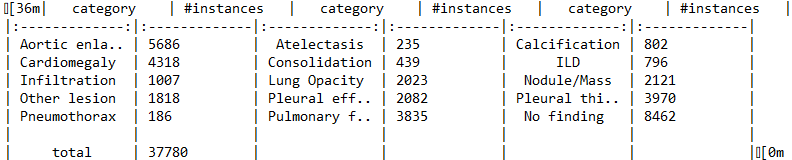 [36m| category | #instances | category | #instances | category | #instances |
|:-------------:|:-------------|:-------------:|:-------------|:-------------:|:-------------|
| Aortic enla.. | 5686 | Atelectasis | 235 | Calcification | 802 |
| Cardiomegaly | 4318 | Consolidation | 439 | ILD | 796 |
| Infiltration | 1007 | Lung Opacity | 2023 | Nodule/Mass | 2121 |
| Other lesion | 1818 | Pleural eff.. | 2082 | Pleural thi.. | 3970 |
| Pneumothorax | 186 | Pulmonary f.. | 3835 | No finding | 8462 |
| | | | | | |
| total | 37780 | | | | |[0m